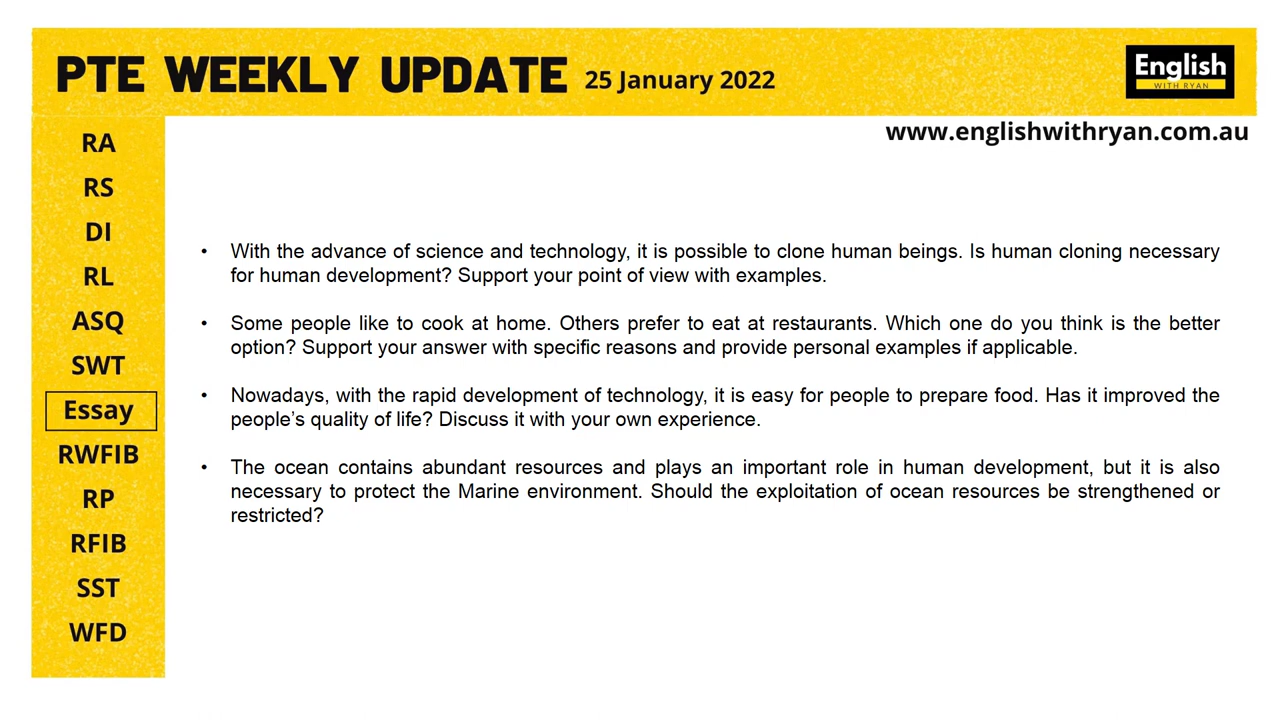 PTE WEEKLY UPDATE 25 January 2022
English
WITH RYAN
www.englishwithryan.com.au
RA
RS
DI
RL
ASQ
SWT
Essay
RWFIB
RP
RFIB
SST
WFD
• With the advance of science and technology, it is possible to clone human beings. Is human cloning necessary
for human development? Support your point of view with examples.
• Some people like to cook at home. Others prefer to eat at restaurants. Which one do you think is the better
option? Support your answer with specific reasons and provide personal examples if applicable.
• Nowadays, with the rapid development of technology, it is easy for people to prepare food. Has it improved the
people’s quality of life? Discuss it with your own experience.
• The ocean contains abundant resources and plays an important role in human development, but it is also
necessary to protect the Marine environment. Should the exploitation of ocean resources be strengthened or
restricted?